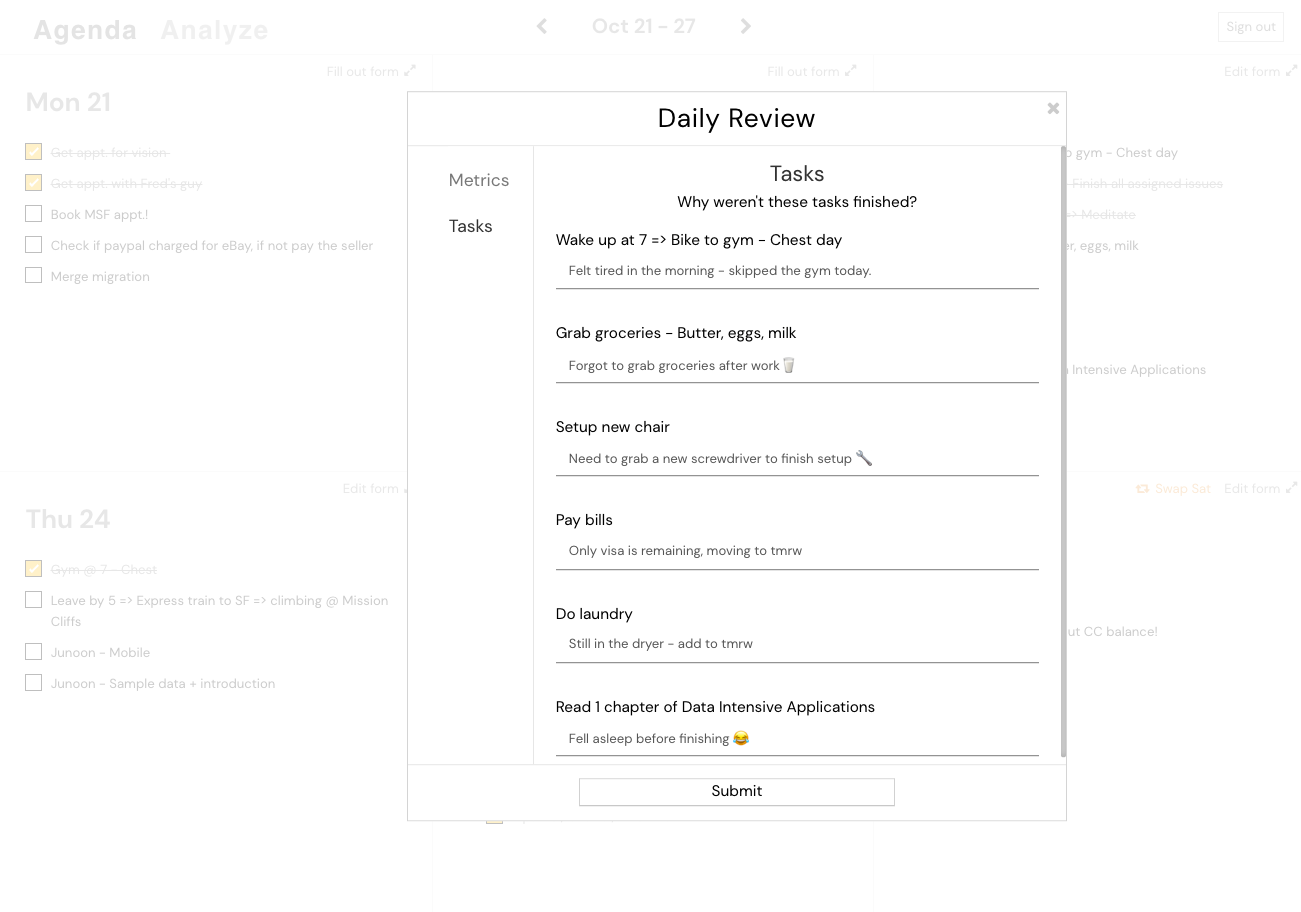 Agenda Analyze
Oct 21 - 27
Sign out
Fill out form
Fill out form
Edit form
Mon 21
Get appt. for vision
Get appt. with Fred's guy
Book MSF appt.!
Check if paypal charged for eBay, if not pay the seller
Merge migration
gym - Chest day
Finish all assigned issues
=> Meditate
eggs, milk
Intensive Applications
Daily Review
Metrics
Tasks
Tasks
Why weren't these tasks finished?
Wake up at 7 => Bike to gym - Chest day
Felt tired in the morning - skipped the gym today.
Grab groceries - Butter, eggs, milk
Forgot to grab groceries after work 🥛
Setup new chair
Need to grab a new screwdriver to finish setup 🔧
Pay bills
Only visa is remaining, moving to tmrw
Do laundry
Still in the dryer - add to tmrw
Read 1 chapter of Data Intensive Applications
Fell asleep before finishing 😂
Submit
Edit form
Swap Sat
Edit form
Thu 24
Gym @ 7 - Chest
Leave by 5 => Express train to SF => climbing @ Mission
Cliffs
Junoon - Mobile
Junoon - Sample data + introduction
CC balance!